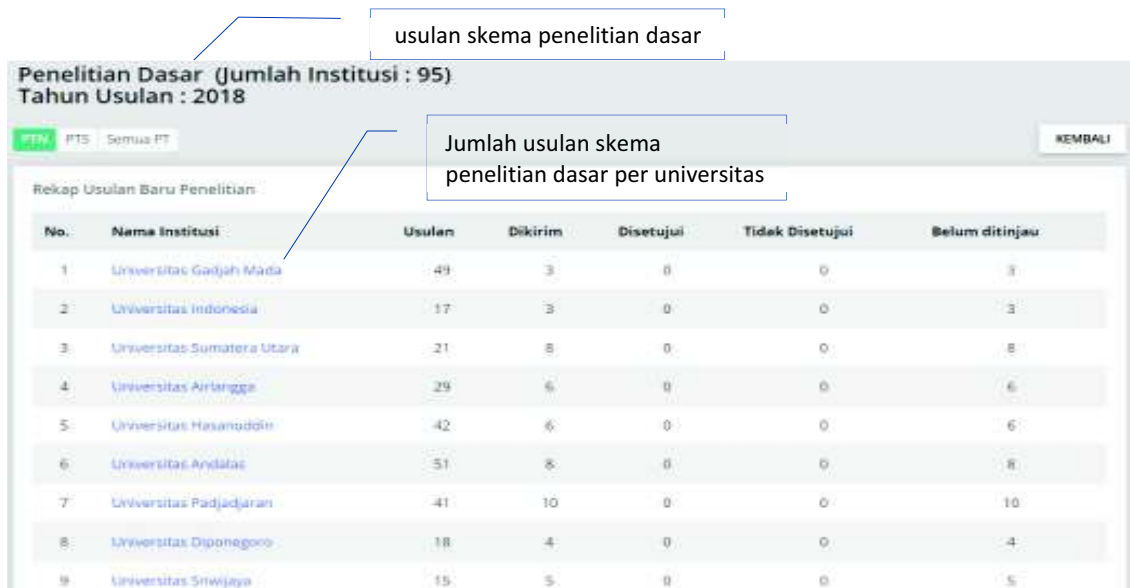 usulan skema penelitian dasar
Penelitian Dasar (Jumlah Institusi : 95)
Tahun Usulan : 2018
PTN PTS Semua PT
Jumlah usulan skema
penelitian dasar per universitas
KEMBALI
Rekap Usulan Baru Penelitian
No. Nama Institusi Usulan Dikirim Disetujui Tidak Disetujui Belum ditinjau
1 Universitas Gadjah Mada 49 3 0 0 3
2 Universitas Indonesia 17 3 0 0 3
3 Universitas Sumatera Utara 21 8 0 0 8
4 Universitas Airlangga 29 6 0 0 6
5 Universitas Hasanuddin 42 6 0 0 6
6 Universitas Andalas 51 8 0 0 8
7 Universitas Padjadjaran 41 10 0 0 10
8 Universitas Diponegoro 18 4 0 0 4
9 Universitas Sriwijaya 15 5 0 0 5